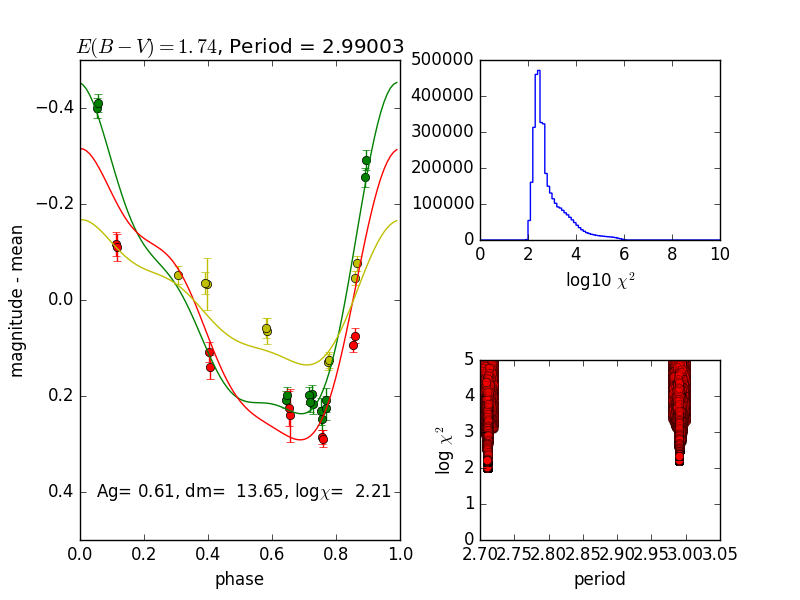 E(B − V) = 1.74, Period = 2.99003
−0.4
−0.2
0.0
0.2
0.4
magnitude - mean
Ag= 0.61, dm= 13.65, logχ= 2.21
0.0 0.2 0.4 0.6 0.8 1.0
phase
500000
400000
300000
200000
100000
0
0 2 4 6 8 10
log10 χ²
5
4
3
2
1
0
log χ²
2.70 2.75 2.80 2.85 2.90 2.95 3.00 3.05
period